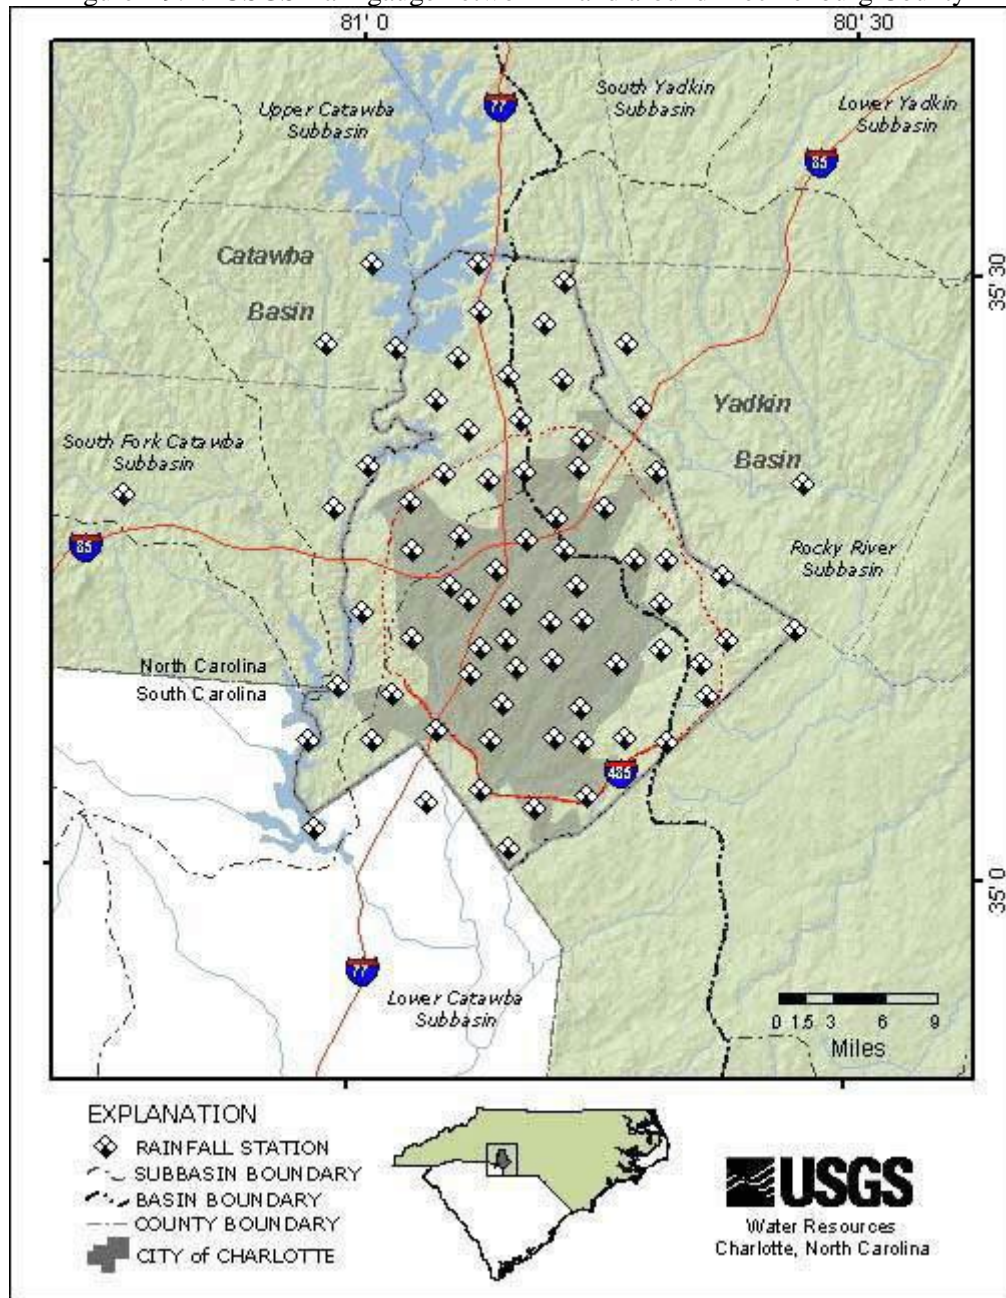 81° 0
80° 30
Upper Catawba
Subbasin
77
South Yadkin
Subbasin
Lower Yadkin
Subbasin
85
Catawba
Basin
35° 30
Yadkin
Basin
South Fork Catawba
Subbasin
85
Rocky River
Subbasin
North Carolina
South Carolina
485
35° 0
77
Lower Catawba
Subbasin
0 1.5 3 6 9
Miles
EXPLANATION
RAINFALL STATION
SUBBASIN BOUNDARY
BASIN BOUNDARY
COUNTY BOUNDARY
CITY of CHARLOTTE
USGS
Water Resources
Charlotte, North Carolina